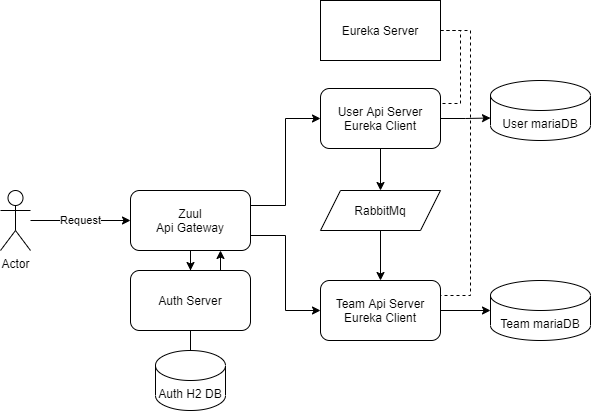 Eureka Server
User Api Server
Eureka Client
User mariaDB
Zuul
Api Gateway
Request
RabbitMq
Actor
Auth Server
Team Api Server
Eureka Client
Team mariaDB
Auth H2 DB